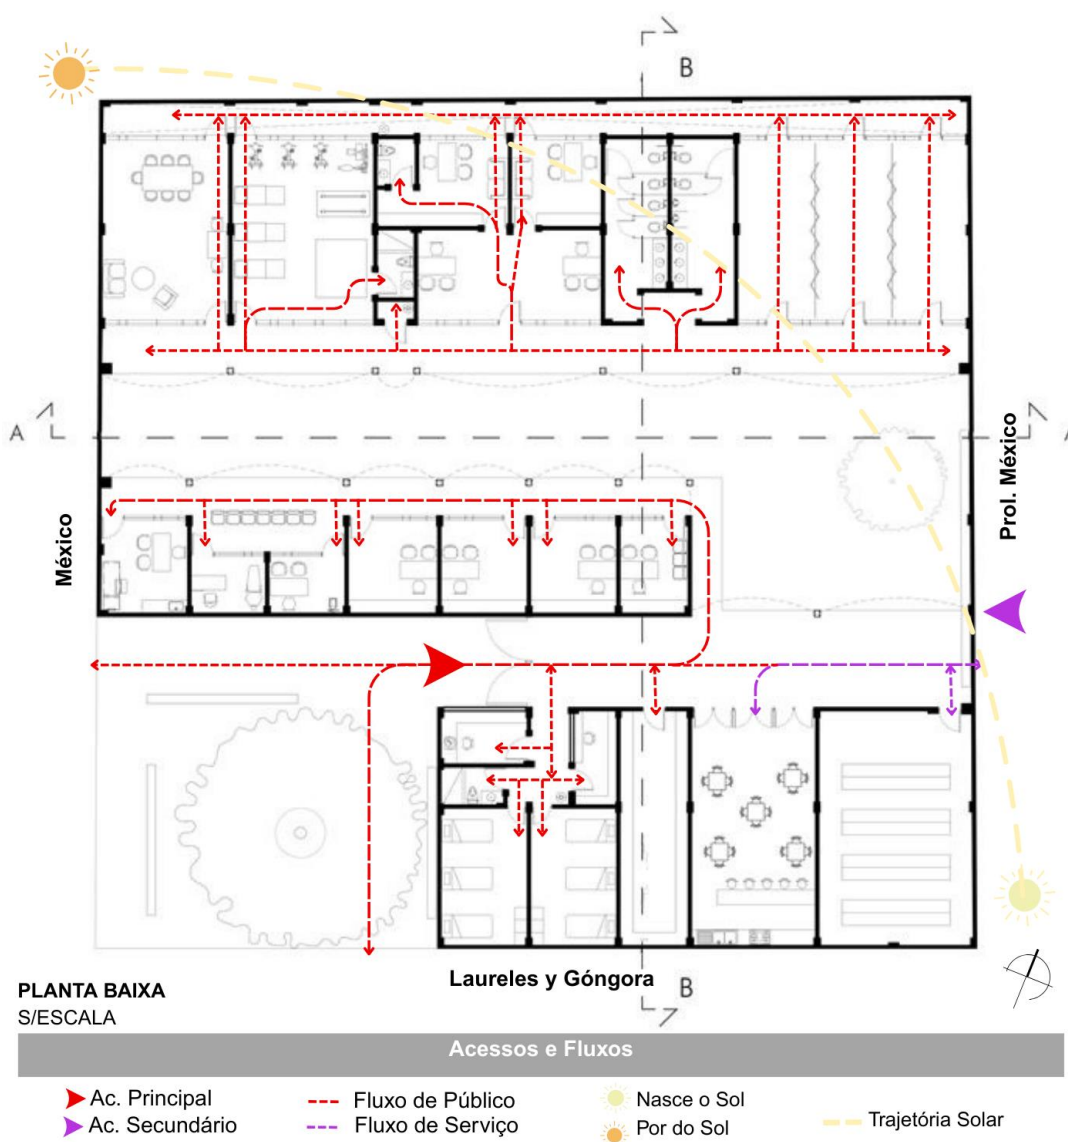 B
A
A
México
Prol. México
Laureles y Góngora
B
PLANTA BAIXA
S/ESCALA
Acessos e Fluxos
Ac. Principal
Fluxo de Público
Nasce o Sol
Ac. Secundário
Fluxo de Serviço
Por do Sol
Trajetória Solar